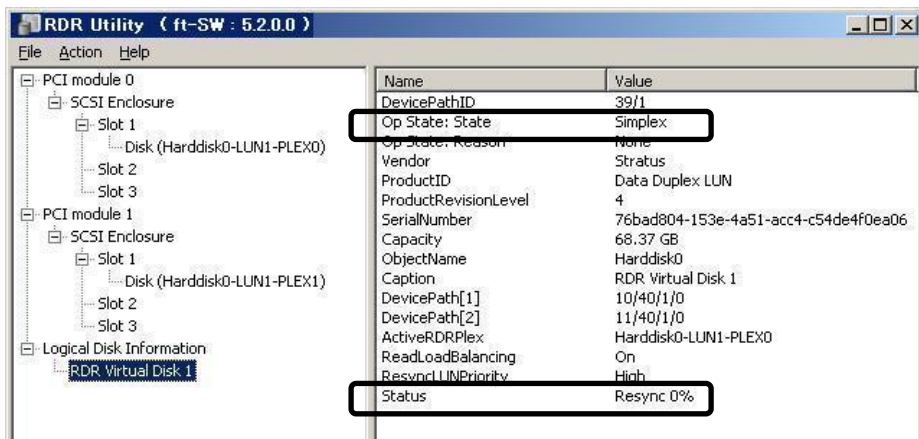 RDR Utility ( ft-SW : 5.2.0.0 )
File Action Help
PCI module 0
SCSI Enclosure
Slot 1
Disk (Harddisk0-LUN1-PLEX0)
Slot 2
Slot 3
PCI module 1
SCSI Enclosure
Slot 1
Disk (Harddisk0-LUN1-PLEX1)
Slot 2
Slot 3
Logical Disk Information
RDR Virtual Disk 1
Name Value
DevicePathID 39/1
Op State: State Simplex
Op State: Reason None
Vendor Stratus
ProductID Data Duplex LUN
ProductRevisionLevel 4
SerialNumber 76bad804-153e-4a51-acc4-c54de4f0ea06
Capacity 68.37 GB
ObjectName Harddisk0
Caption RDR Virtual Disk 1
DevicePath[1] 10/40/1/0
DevicePath[2] 11/40/1/0
ActiveRDRPlex Harddisk0-LUN1-PLEX0
ReadLoadBalancing On
ResyncLUNPriority High
Status Resync 0%